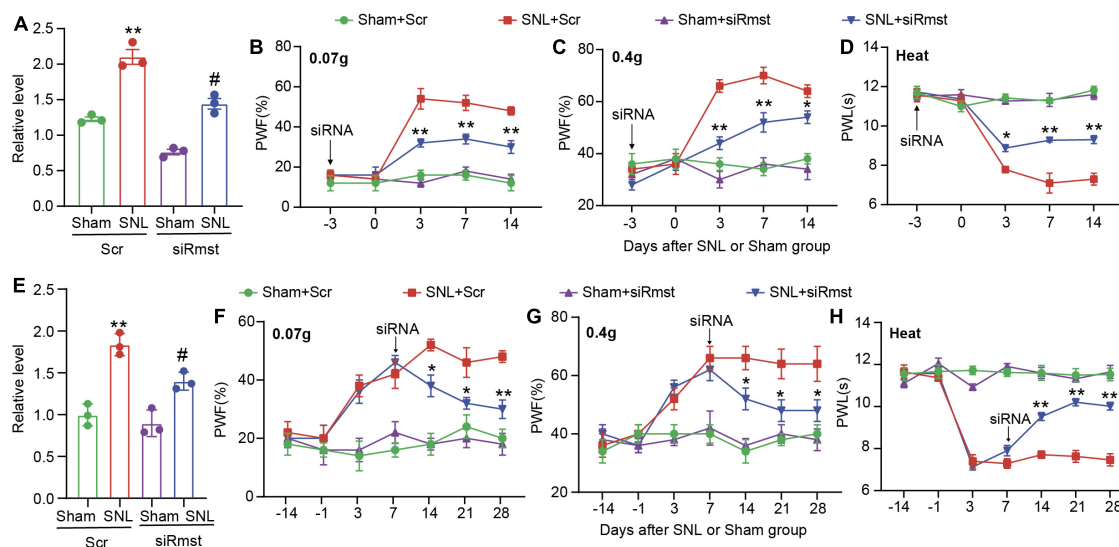 A
Relative level
2.5
2.0
1.5
1.0
0.5
0.0
**
#
Sham SNL Sham SNL
Scr siRmst
Sham+Scr SNL+Scr Sham+siRmst SNL+siRmst
B
0.07g
PWF(%)
80
60
40
20
0
siRNA
** ** **
-3 0 3 7 14
C
0.4g
PWF(%)
80
60
40
20
siRNA
** ** *
-3 0 3 7 14
Days after SNL or Sham group
D
Heat
PWL(s)
14
12
10
8
6
siRNA
* ** **
-3 0 3 7 14
E
Relative level
2.5
2.0
1.5
1.0
0.5
0.0
**
#
Sham SNL Sham SNL
Scr siRmst
Sham+Scr SNL+Scr Sham+siRmst SNL+siRmst
F
0.07g
PWF(%)
60
40
20
0
siRNA
* * **
-14 -1 3 7 14 21 28
G
0.4g
PWF(%)
80
60
40
20
siRNA
* * *
-14 -1 3 7 14 21 28
Days after SNL or Sham group
H
Heat
PWL(s)
14
12
10
8
6
siRNA
** ** **
-14 -1 3 7 14 21 28